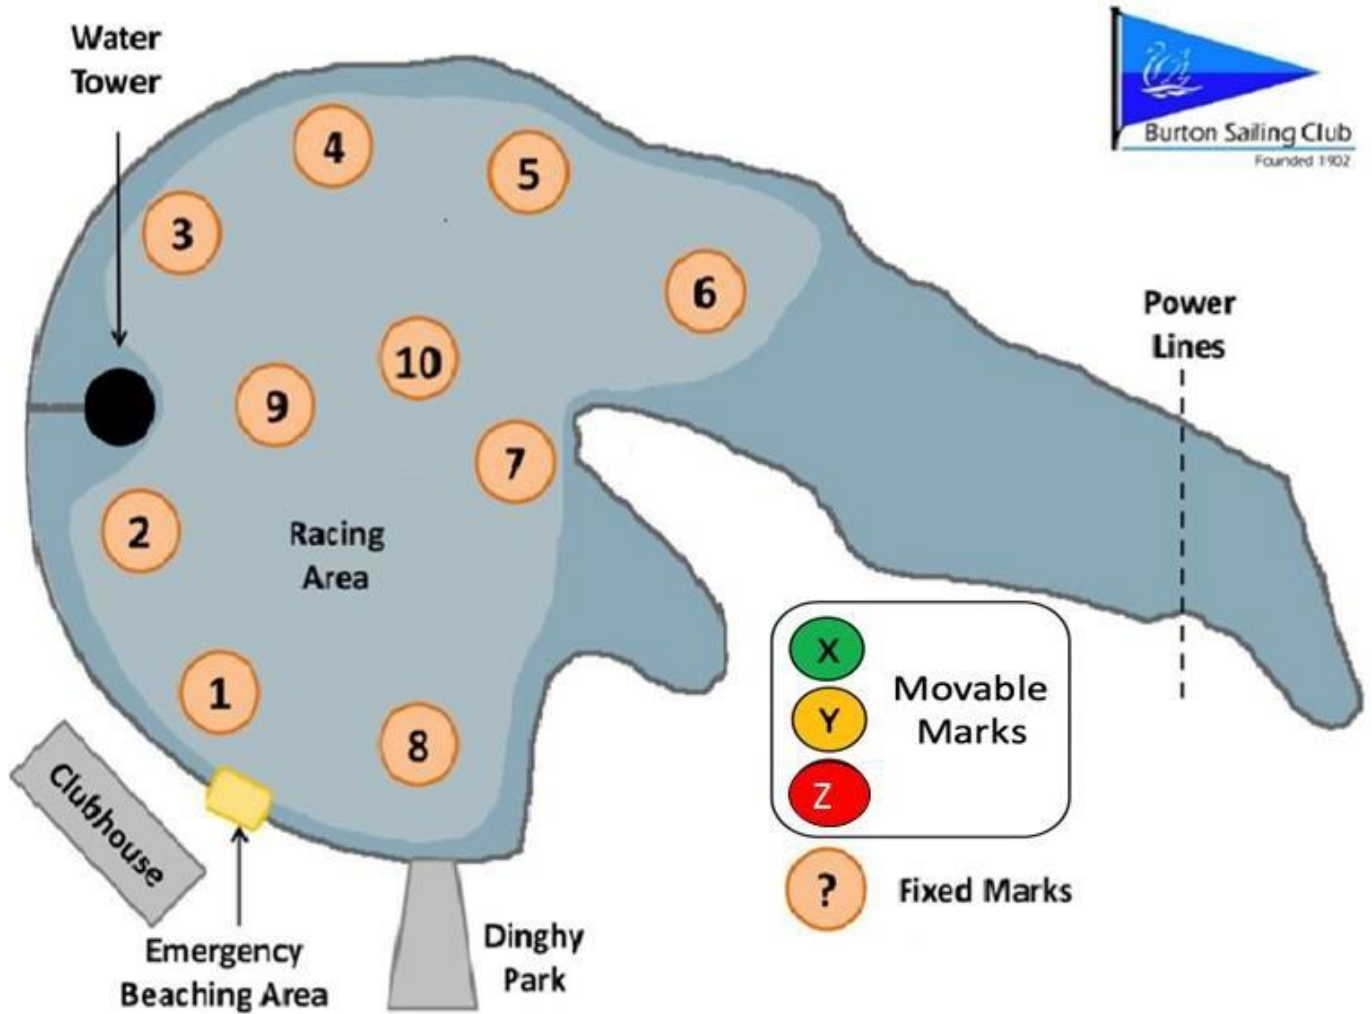 Water
Tower
Burton Sailing Club
Founded 1902
4
5
3
6
Power
Lines
10
9
7
2
Racing
Area
X
Y
Z
Movable
Marks
1
8
Clubhouse
?
Fixed Marks
Emergency
Beaching Area
Dinghy
Park